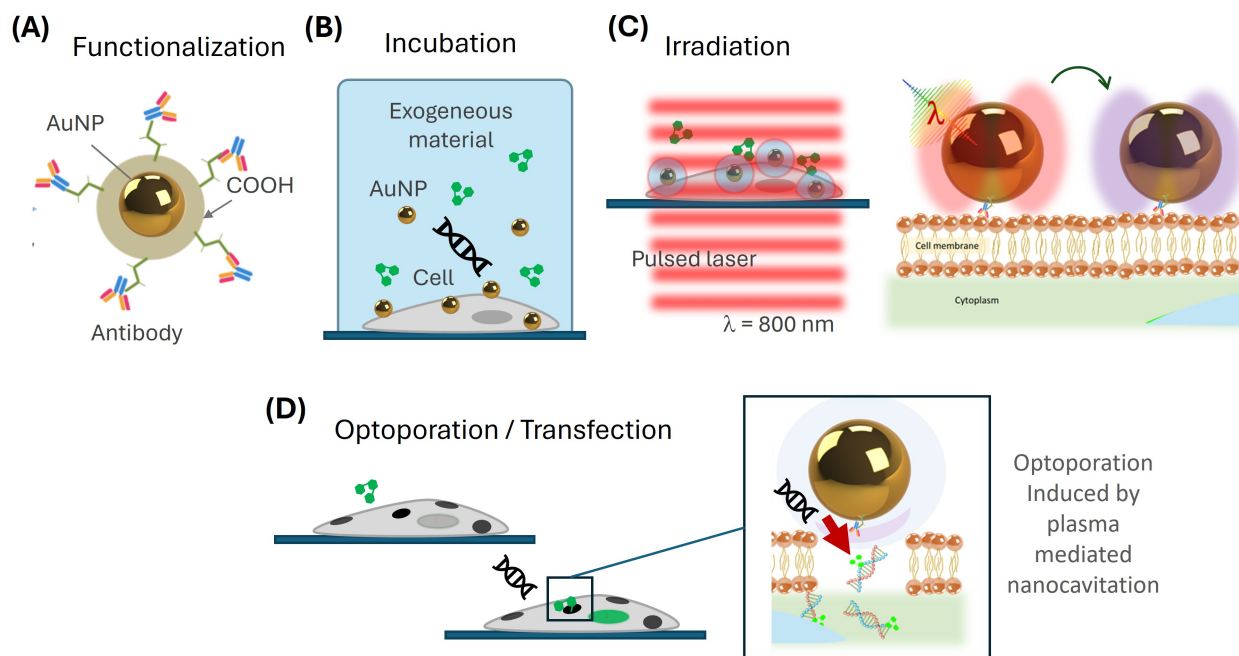 (A)
Functionalization
AuNP
COOH
Antibody
(B)
Incubation
Exogeneous
material
AuNP
Cell
(C)
Irradiation
Pulsed laser
λ = 800 nm
λ
Cell membrane
Cytoplasm
(D)
Optoporation / Transfection
Optoporation
Induced by
plasma
mediated
nanocavitation